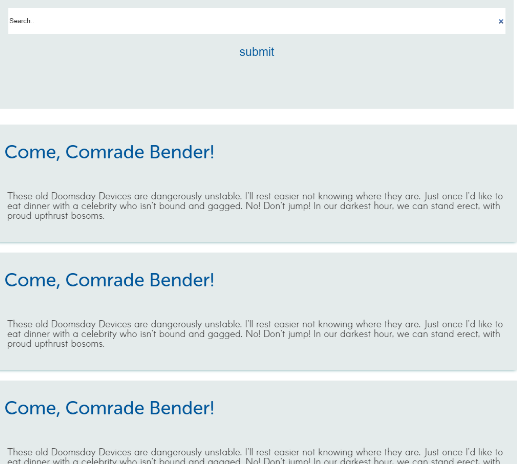 Search
x
submit
Come, Comrade Bender!
These old Doomsday Devices are dangerously unstable. I'll rest easier not knowing where they are. Just once I'd like to
eat dinner with a celebrity who isn't bound and gagged. No! Don't jump! In our darkest hour, we can stand erect, with
proud upthrust bosoms.
Come, Comrade Bender!
These old Doomsday Devices are dangerously unstable. I'll rest easier not knowing where they are. Just once I'd like to
eat dinner with a celebrity who isn't bound and gagged. No! Don't jump! In our darkest hour, we can stand erect, with
proud upthrust bosoms.
Come, Comrade Bender!
These old Doomsday Devices are dangerously unstable. I'll rest easier not knowing where they are. Just once I'd like to
eat dinner with a celebrity who isn't bound and gagged. No! Don't jump! In our darkest hour, we can stand erect, with